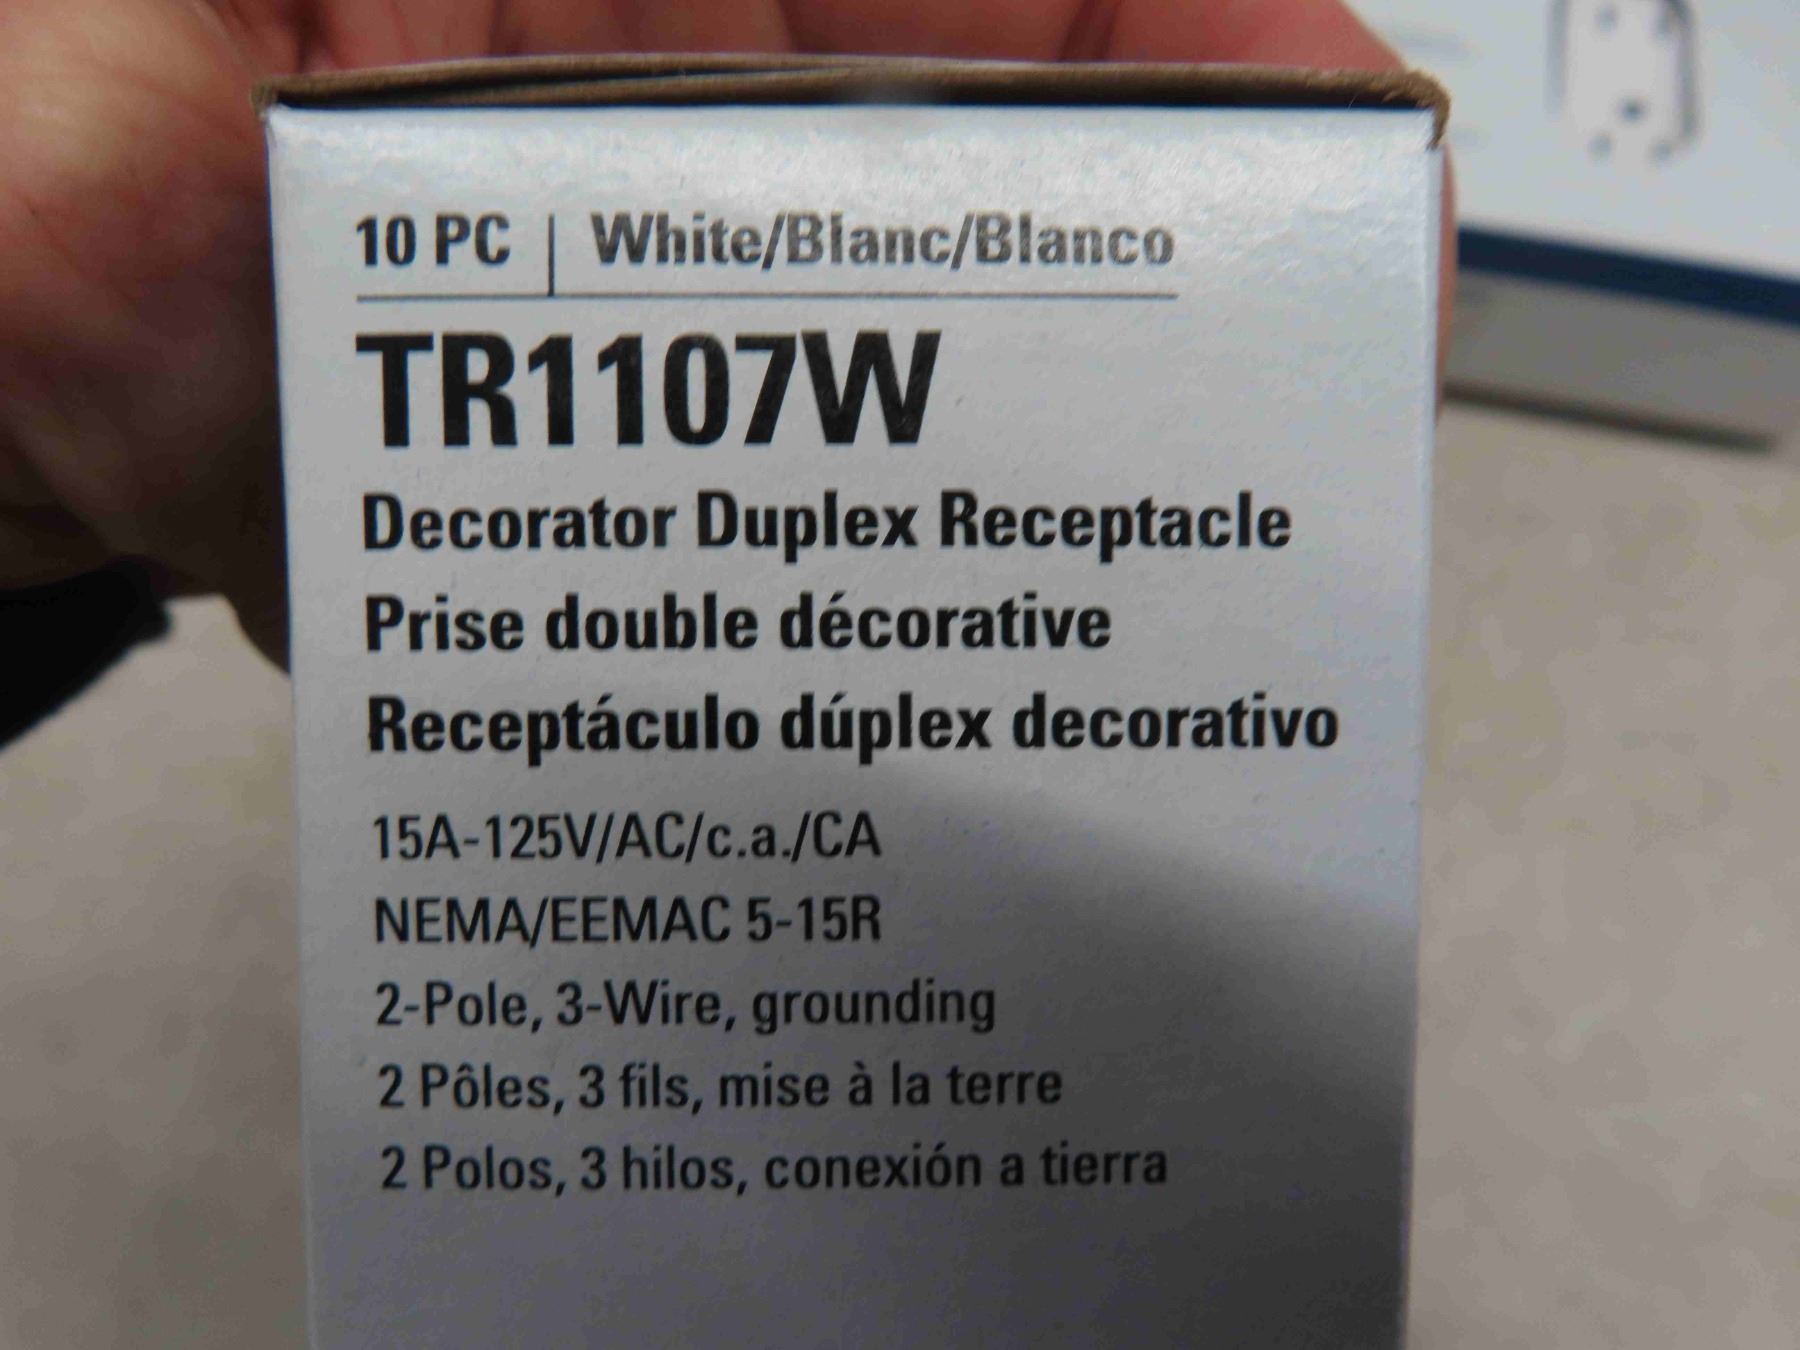 10 PC | White/Blanc/Blanco
TR1107W
Decorator Duplex Receptacle
Prise double décorative
Receptáculo dúplex decorativo
15A-125V/AC/c.a./CA
NEMA/EEMAC 5-15R
2-Pole, 3-Wire, grounding
2 Pôles, 3 fils, mise à la terre
2 Polos, 3 hilos, conexión a tierra